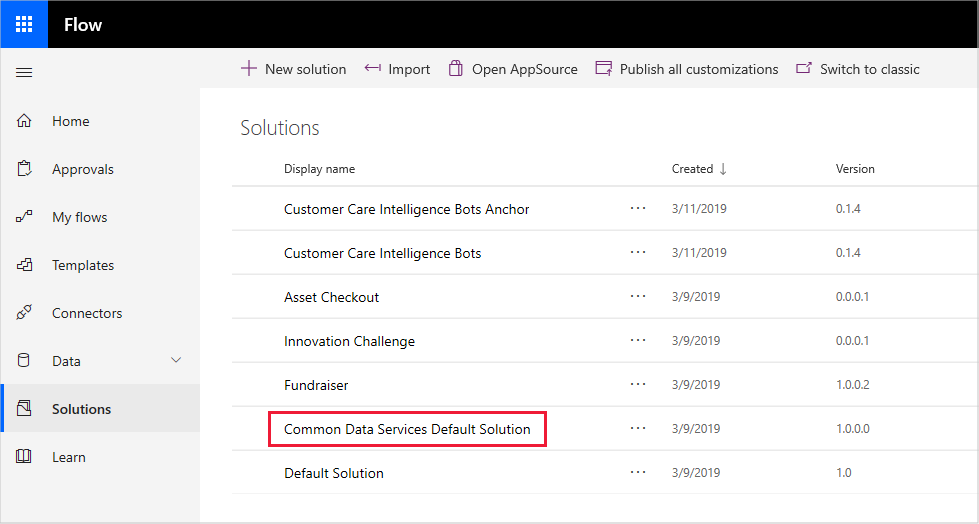 Flow
New solution Import Open AppSource Publish all customizations Switch to classic
Home
Approvals
My flows
Templates
Connectors
Data
Solutions
Learn
Solutions
Display name Created ↓ Version
Customer Care Intelligence Bots Anchor ... 3/11/2019 0.1.4
Customer Care Intelligence Bots ... 3/11/2019 0.1.4
Asset Checkout ... 3/9/2019 0.0.0.1
Innovation Challenge ... 3/9/2019 0.0.0.1
Fundraiser ... 3/9/2019 1.0.0.2
Common Data Services Default Solution ... 3/9/2019 1.0.0.0
Default Solution ... 3/9/2019 1.0